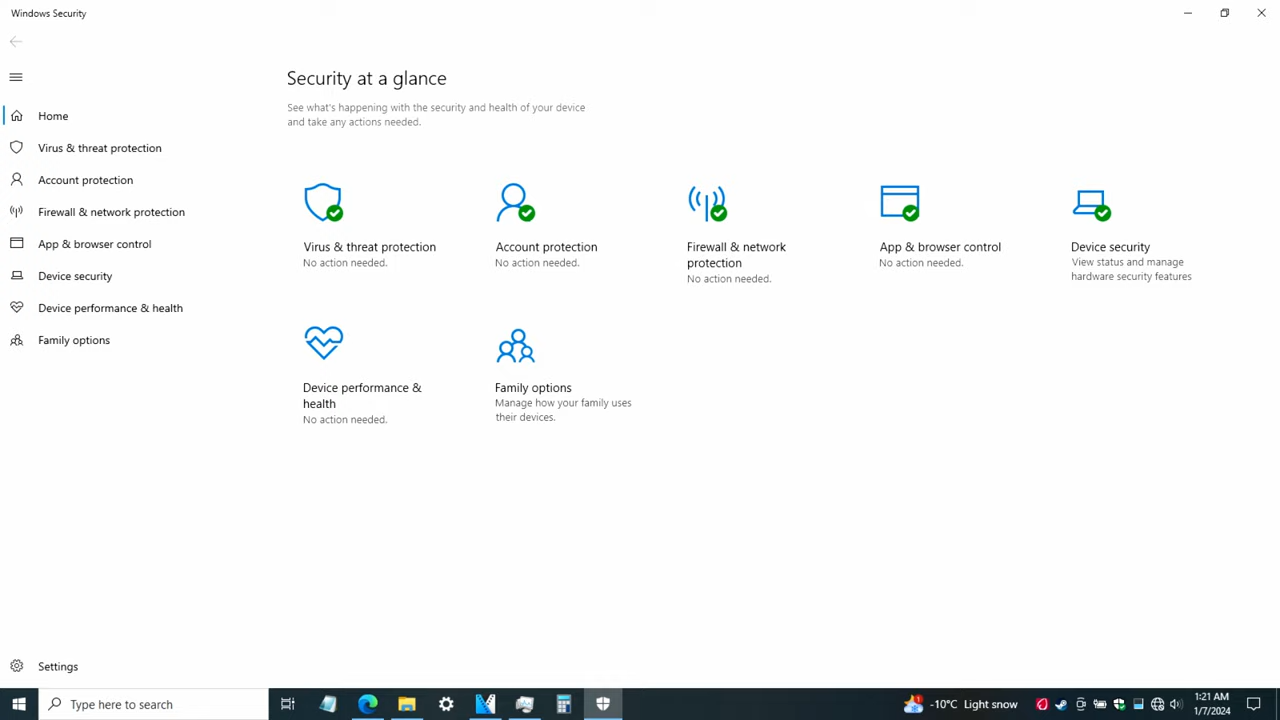 Windows Security
Security at a glance
See what's happening with the security and health of your device
and take any actions needed.
Home
Virus & threat protection
Account protection
Firewall & network protection
App & browser control
Device security
Device performance & health
Family options
Virus & threat protection
No action needed.
Account protection
No action needed.
Firewall & network
protection
No action needed.
App & browser control
No action needed.
Device security
View status and manage
hardware security features
Device performance &
health
No action needed.
Family options
Manage how your family uses
their devices.
Settings
Type here to search
-10°C Light snow
1:21 AM
1/7/2024